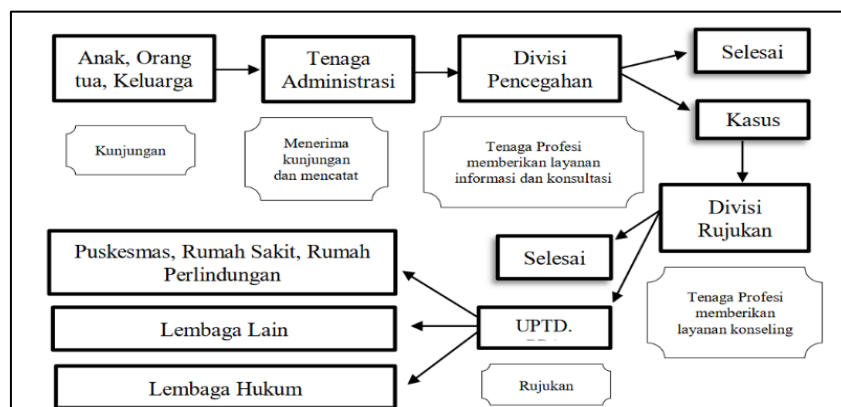 Anak, Orang
tua, Keluarga
Tenaga
Administrasi
Divisi
Pencegahan
Selesai
Kasus
Kunjungan
Menerima
kunjungan
dan mencatat
Tenaga Profesi
memberikan layanan
informasi dan konsultasi
Divisi
Rujukan
Puskesmas, Rumah Sakit, Rumah
Perlindungan
Selesai
Tenaga Profesi
memberikan
layanan konseling
Lembaga Lain
UPTD.
Lembaga Hukum
Rujukan